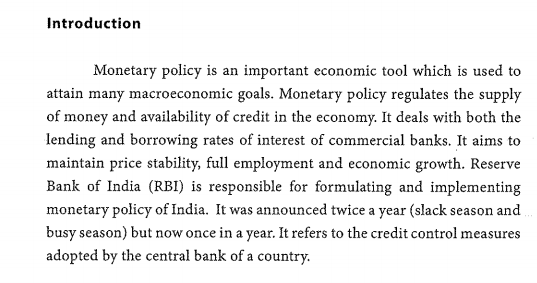 Introduction
Monetary policy is an important economic tool which is used to
attain many macroeconomic goals. Monetary policy regulates the supply
of money and availability of credit in the economy. It deals with both the
lending and borrowing rates of interest of commercial banks. It aims to
maintain price stability, full employment and economic growth. Reserve
Bank of India (RBI) is responsible for formulating and implementing
monetary policy of India. It was announced twice a year (slack season and
busy season) but now once in a year. It refers to the credit control measures
adopted by the central bank of a country.